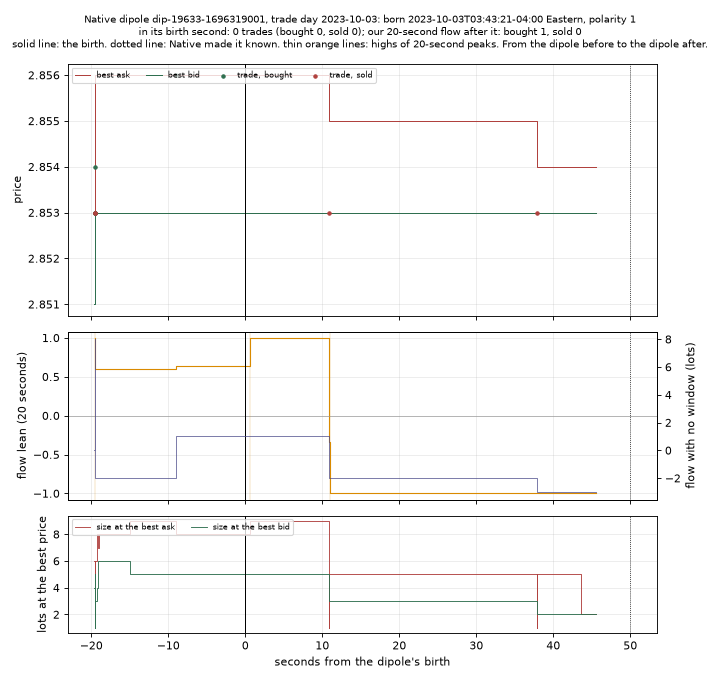 Native dipole dip-19633-1696319001, trade day 2023-10-03: born 2023-10-03T03:43:21-04:00 Eastern, polarity 1
in its birth second: 0 trades (bought 0, sold 0); our 20-second flow after it: bought 1, sold 0
solid line: the birth. dotted line: Native made it known. thin orange lines: highs of 20-second peaks. From the dipole before to the dipole after.
best ask
best bid
trade, bought
trade, sold
2.856
2.855
2.854
2.853
2.852
2.851
price
1.0
0.5
0.0
−0.5
−1.0
flow lean (20 seconds)
8
6
4
2
0
−2
flow with no window (lots)
size at the best ask
size at the best bid
8
6
4
2
lots at the best price
−20
−10
0
10
20
30
40
50
seconds from the dipole's birth